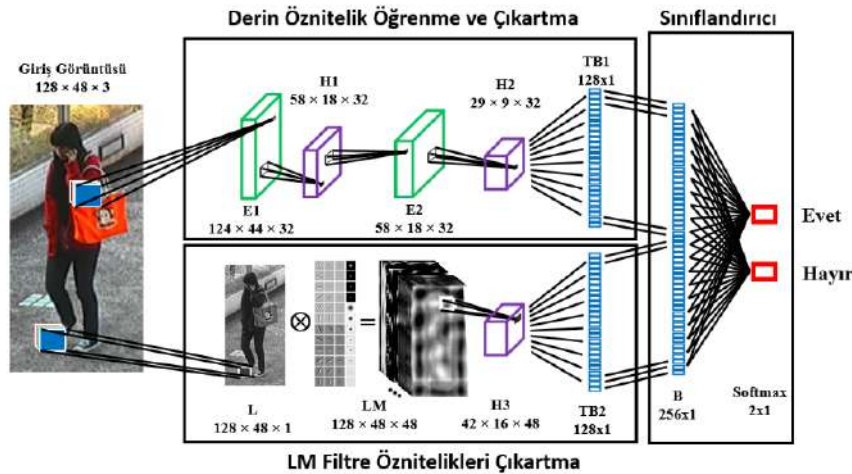 Derin Öznitelik Öğrenme ve Çıkartma
Sınıflandırıcı
Giriş Görüntüsü
128 × 48 × 3
H1
58 × 18 × 32
H2
29 × 9 × 32
TB1
128x1
E1
124 × 44 × 32
E2
58 × 18 × 32
Evet
Hayır
L
128 × 48 × 1
LM
128 × 48 × 48
H3
42 × 16 × 48
TB2
128x1
B
256x1
Softmax
2x1
LM Filtre Öznitelikleri Çıkartma